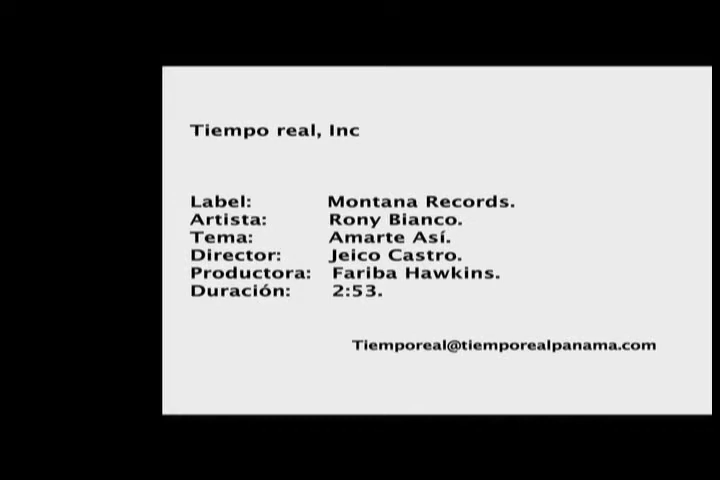 Tiempo real, Inc
Label: Montana Records.
Artista: Rony Bianco.
Tema: Amarte Así.
Director: Jeico Castro.
Productora: Fariba Hawkins.
Duración: 2:53.
Tiemporeal@tiemporealpanama.com